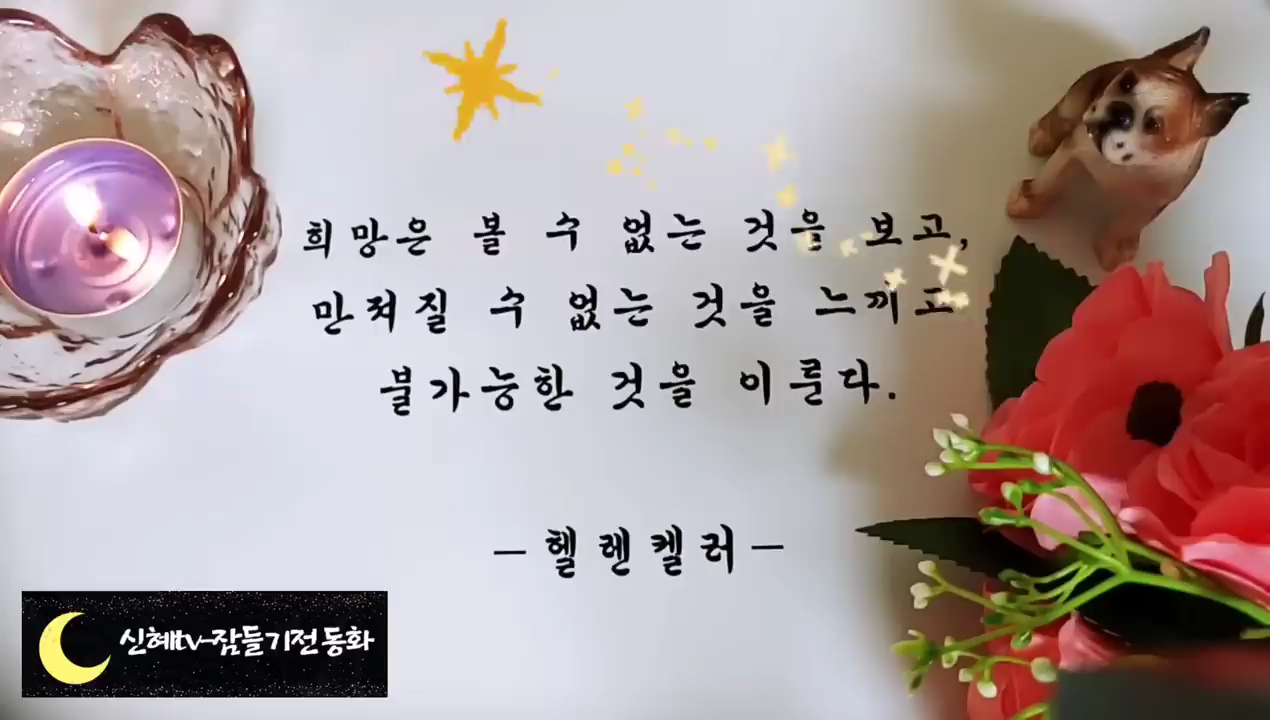 희망은 볼 수 없는 것을 보고,
만져질 수 없는 것을 느끼고
불가능한 것을 이룬다.
-헬렌켈러-
신혜tv-잠들기전동화